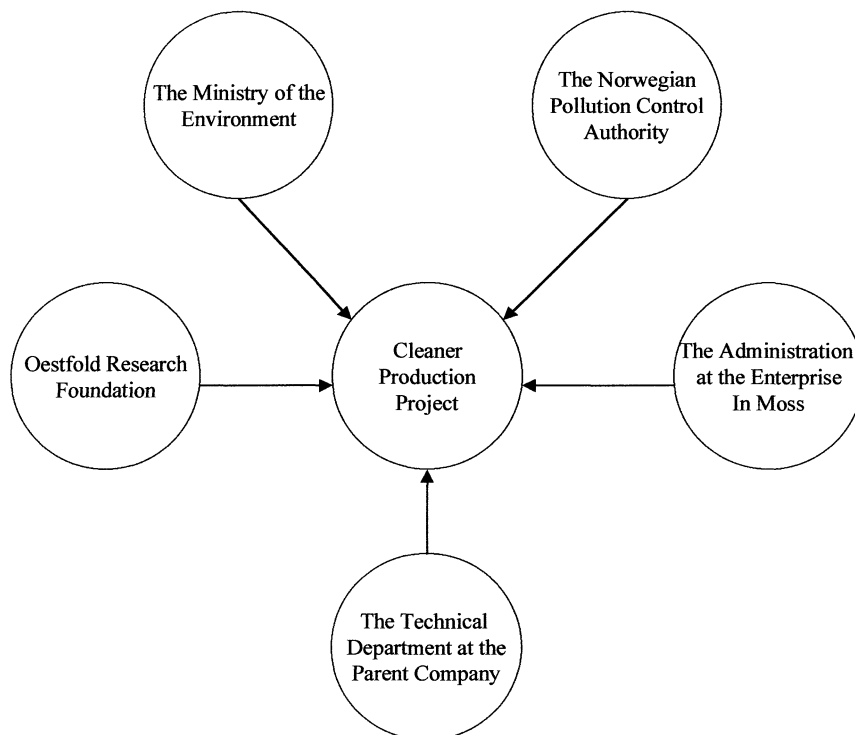 The Ministry of the
Environment
The Norwegian
Pollution Control
Authority
Oestfold Research
Foundation
Cleaner
Production
Project
The Administration
at the Enterprise
In Moss
The Technical
Department at the
Parent Company